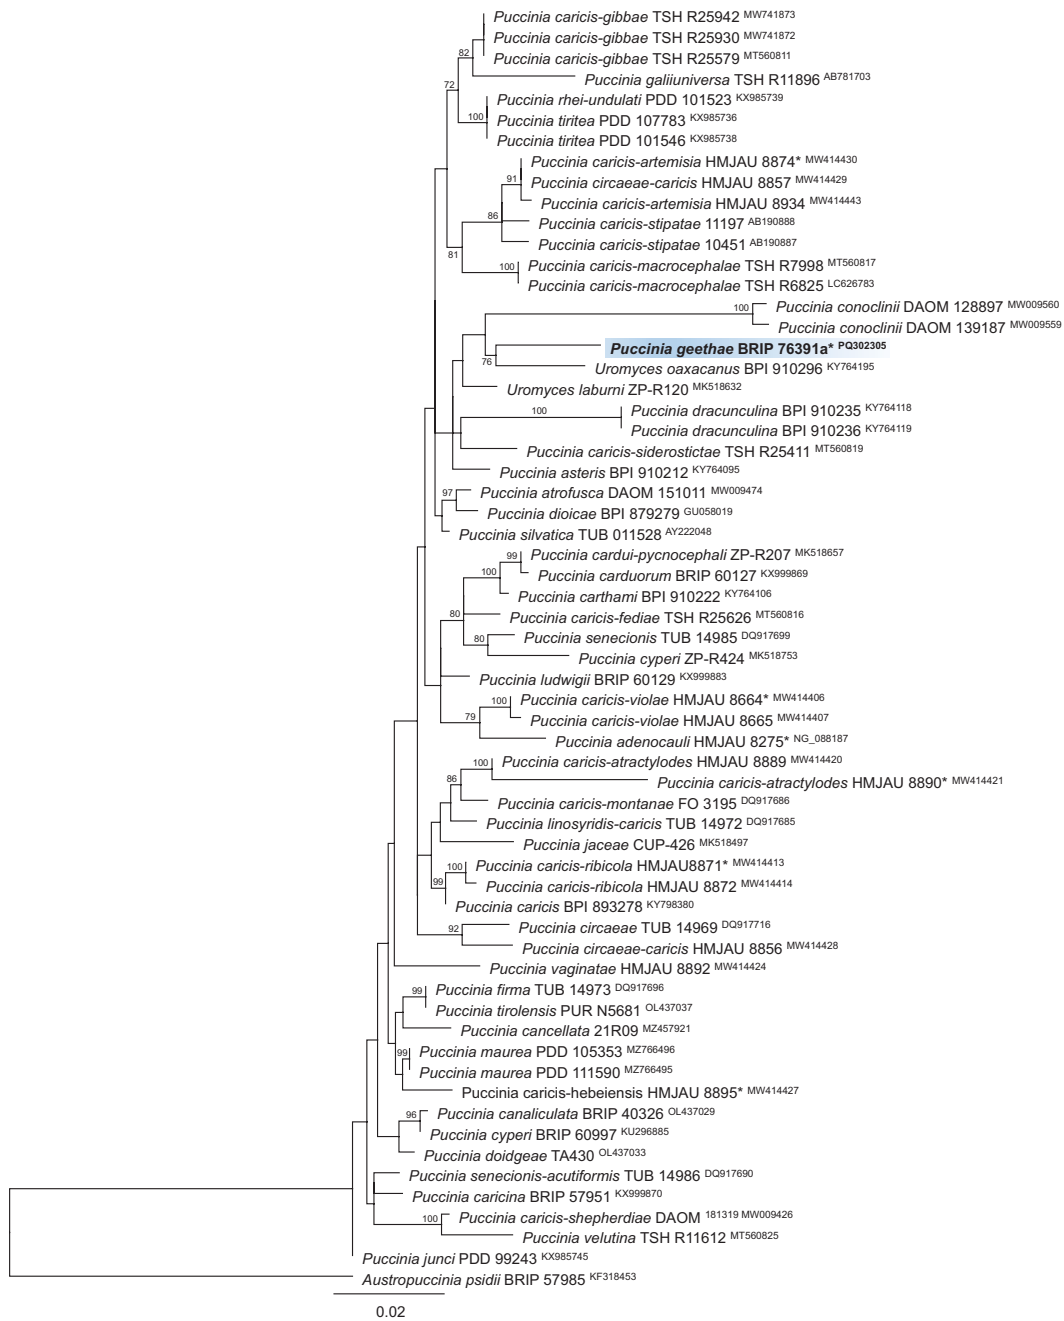 Puccinia caricis-gibbae TSH R25942 MW741873
Puccinia caricis-gibbae TSH R25930 MW741872
82
Puccinia caricis-gibbae TSH R25579 MT560811
Puccinia galiiuniversa TSH R11896 AB781703
72
Puccinia rhei-undulati PDD 101523 KX985739
100
Puccinia tiritea PDD 107783 KX985736
Puccinia tiritea PDD 101546 KX985738
Puccinia caricis-artemisia HMJAU 8874* MW414430
91
Puccinia circaeae-caricis HMJAU 8857 MW414429
Puccinia caricis-artemisia HMJAU 8934 MW414443
86
Puccinia caricis-stipatae 11197 AB190888
Puccinia caricis-stipatae 10451 AB190887
81
100
Puccinia caricis-macrocephalae TSH R7998 MT560817
Puccinia caricis-macrocephalae TSH R6825 LC626783
100
Puccinia conoclinii DAOM 128897 MW009560
Puccinia conoclinii DAOM 139187 MW009559
Puccinia geethae BRIP 76391a* PQ302305
76
Uromyces oaxacanus BPI 910296 KY764195
Uromyces laburni ZP-R120 MK518632
100
Puccinia dracunculina BPI 910235 KY764118
Puccinia dracunculina BPI 910236 KY764119
Puccinia caricis-siderostictae TSH R25411 MT560819
Puccinia asteris BPI 910212 KY764095
97
Puccinia atrofusca DAOM 151011 MW009474
Puccinia dioicae BPI 879279 GU058019
Puccinia silvatica TUB 011528 AY222048
99
Puccinia cardui-pycnocephali ZP-R207 MK518657
100
Puccinia carduorum BRIP 60127 KX999869
Puccinia carthami BPI 910222 KY764106
80
Puccinia caricis-fediae TSH R25626 MT560816
80
Puccinia senecionis TUB 14985 DQ917699
Puccinia cyperi ZP-R424 MK518753
Puccinia ludwigii BRIP 60129 KX999883
100
Puccinia caricis-violae HMJAU 8664* MW414406
79
Puccinia caricis-violae HMJAU 8665 MW414407
Puccinia adenocauli HMJAU 8275* NG_088187
100
Puccinia caricis-atractylodes HMJAU 8889 MW414420
86
Puccinia caricis-atractylodes HMJAU 8890* MW414421
Puccinia caricis-montanae FO 3195 DQ917686
Puccinia linosyridis-caricis TUB 14972 DQ917685
Puccinia jaceae CUP-426 MK518497
100
Puccinia caricis-ribicola HMJAU8871* MW414413
99
Puccinia caricis-ribicola HMJAU 8872 MW414414
Puccinia caricis BPI 893278 KY798380
92
Puccinia circaeae TUB 14969 DQ917716
Puccinia circaeae-caricis HMJAU 8856 MW414428
Puccinia vaginatae HMJAU 8892 MW414424
99
Puccinia firma TUB 14973 DQ917696
Puccinia tirolensis PUR N5681 OL437037
Puccinia cancellata 21R09 MZ457921
99
Puccinia maurea PDD 105353 MZ766496
Puccinia maurea PDD 111590 MZ766495
Puccinia caricis-hebeiensis HMJAU 8895* MW414427
96
Puccinia canaliculata BRIP 40326 OL437029
Puccinia cyperi BRIP 60997 KU296885
Puccinia doidgeae TA430 OL437033
Puccinia senecionis-acutiformis TUB 14986 DQ917690
Puccinia caricina BRIP 57951 KX999870
100
Puccinia caricis-shepherdiae DAOM 181319 MW009426
Puccinia velutina TSH R11612 MT560825
Puccinia junci PDD 99243 KX985745
Austropuccinia psidii BRIP 57985 KF318453
0.02